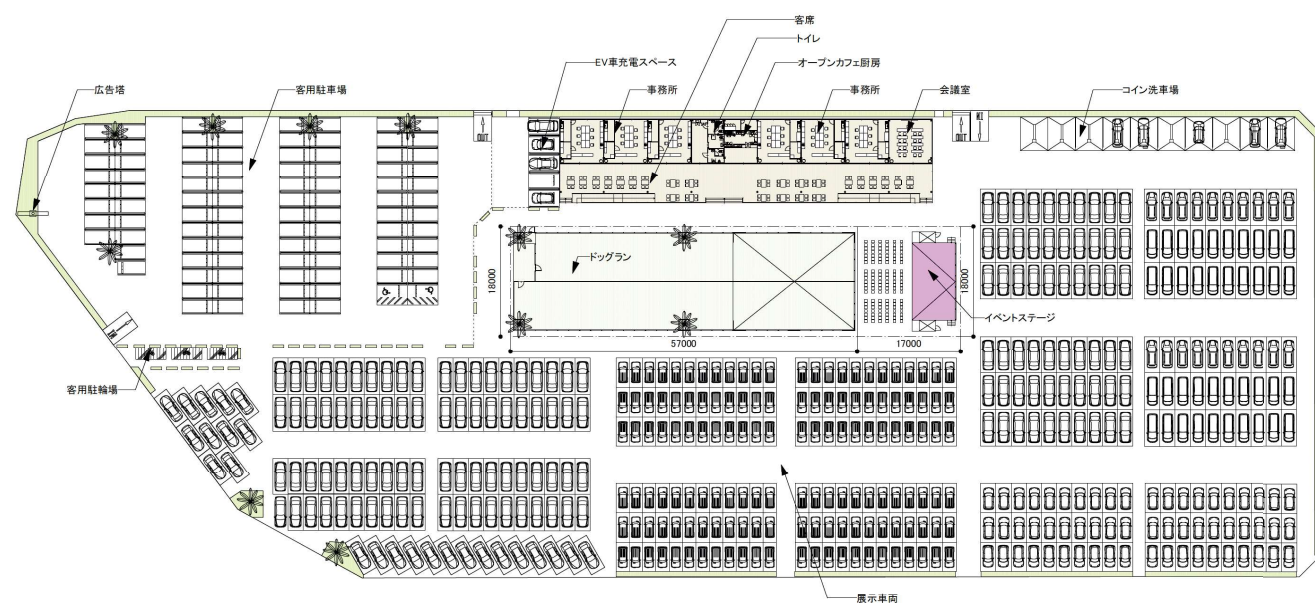 客席
トイレ
EV車充電スペース
オープンカフェ厨房
広告塔
客用駐車場
事務所
事務所
会議室
コイン洗車場
OUT
OUT
IN
ドッグラン
18000
18000
イベントステージ
57000
17000
客用駐輪場
展示車両